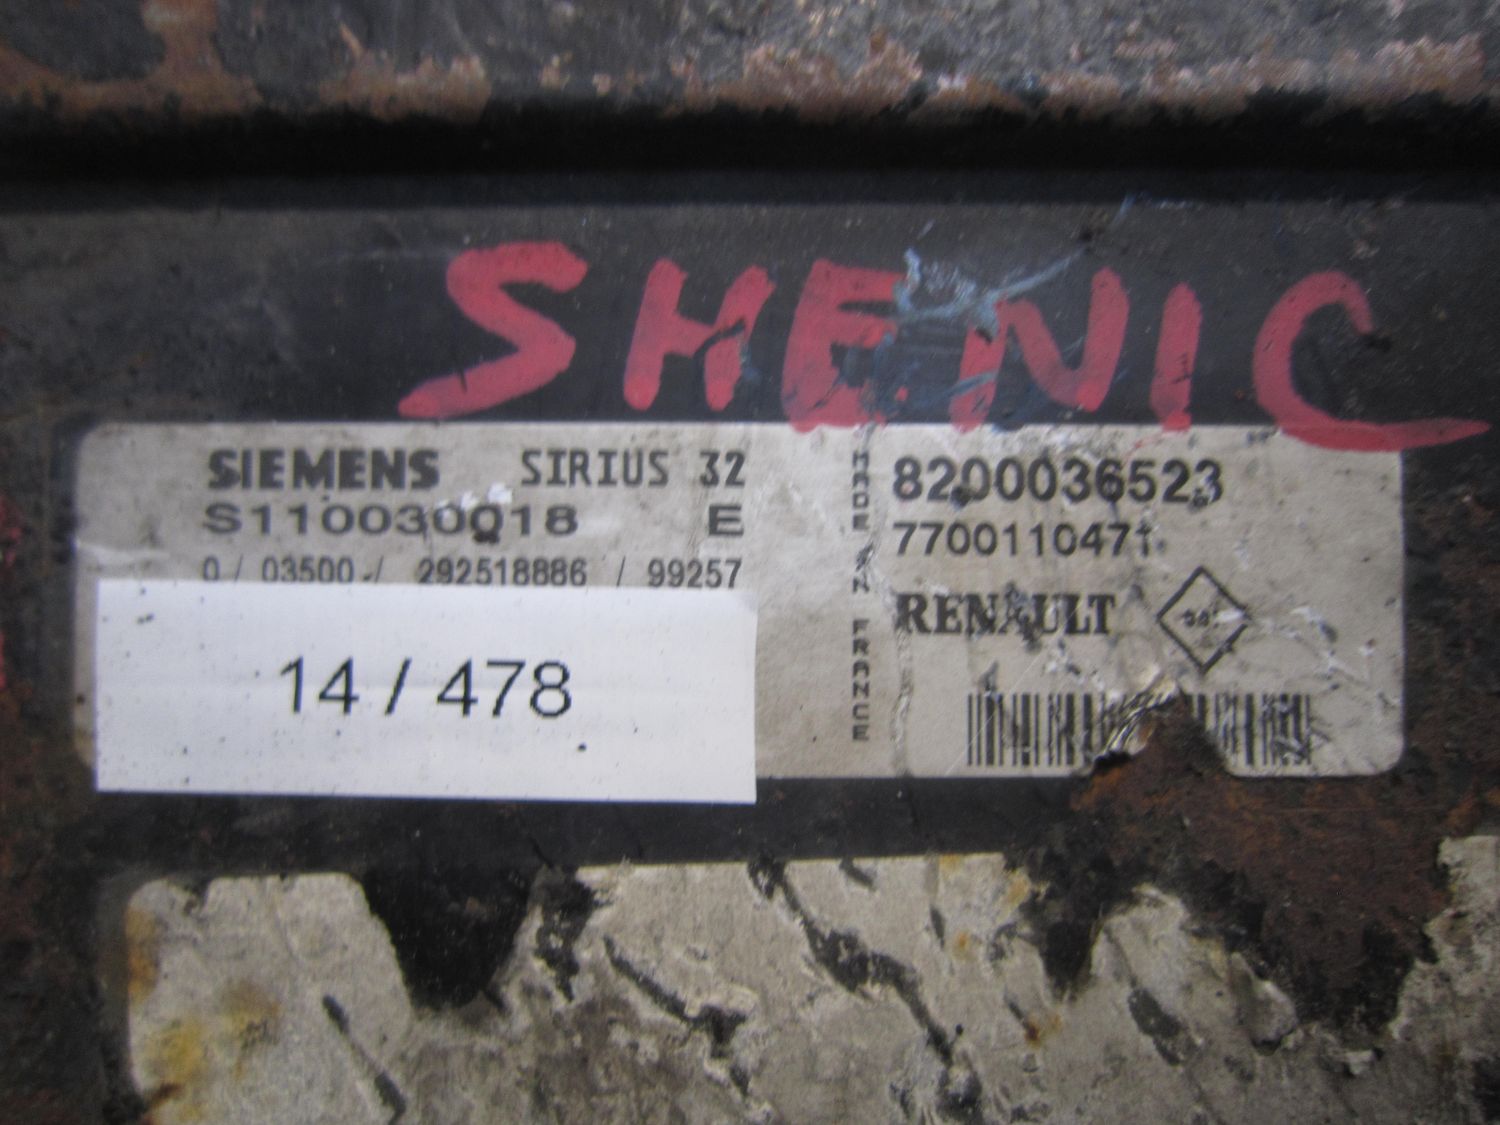 SHENIC
SIEMENS SIRIUS 32
S110030018 E
0 / 03500 / 292518886 / 99257
14 / 478
MADE IN FRANCE
8200036523
7700110471
RENAULT